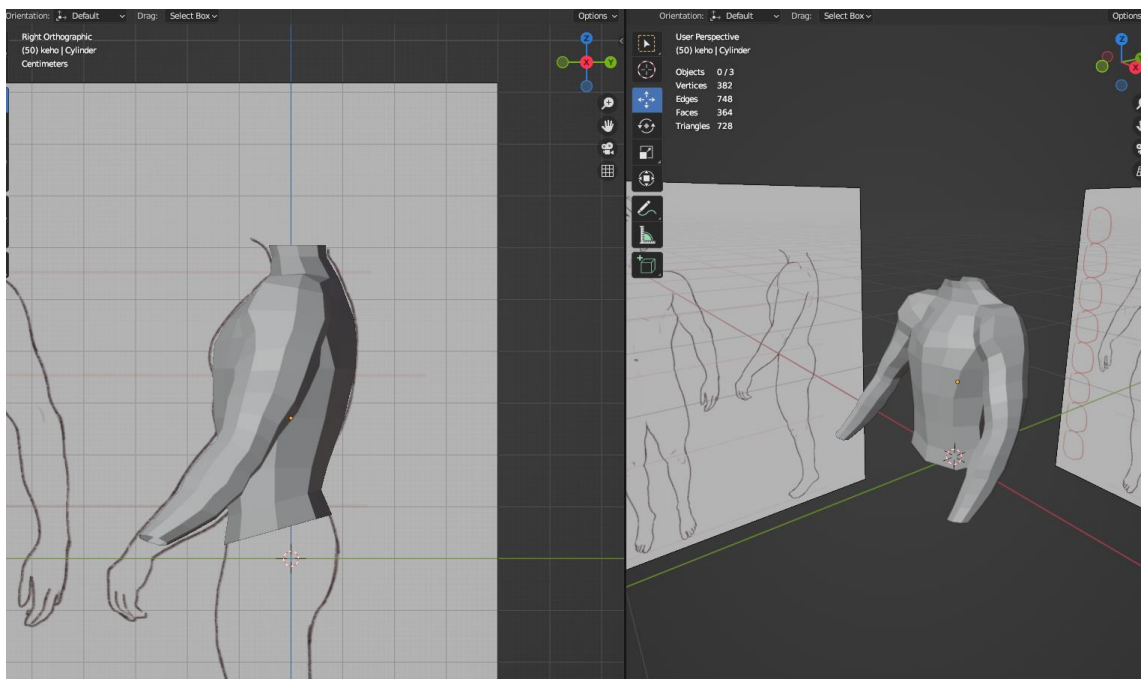 Orientation: Default Drag: Select Box Options
Right Orthographic
(50) keho | Cylinder
Centimeters
Z
X
Y
Orientation: Default Drag: Select Box Options
User Perspective
(50) keho | Cylinder
Objects 0 / 3
Vertices 382
Edges 748
Faces 364
Triangles 728
Z
X
Y